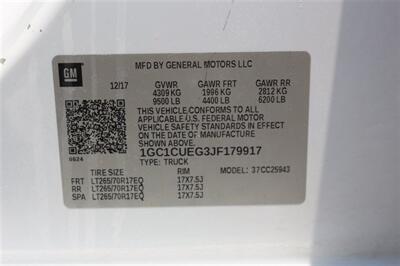 GM
MFD BY GENERAL MOTORS LLC
12/17 GVWR GAWR FRT GAWR RR
4309 KG 1996 KG 2812 KG
9500 LB 4400 LB 6200 LB
THIS VEHICLE CONFORMS TO ALL
APPLICABLE U.S. FEDERAL MOTOR
VEHICLE SAFETY STANDARDS IN EFFECT
ON THE DATE OF MANUFACTURE
SHOWN ABOVE.
1GC1CUEG3JF179917
0624 TYPE: TRUCK
TIRE SIZE RIM MODEL: 37CC25943
FRT LT265/70R17EQ 17X7.5J
RR LT265/70R17EQ 17X7.5J
SPA LT265/70R17EQ 17X7.5J